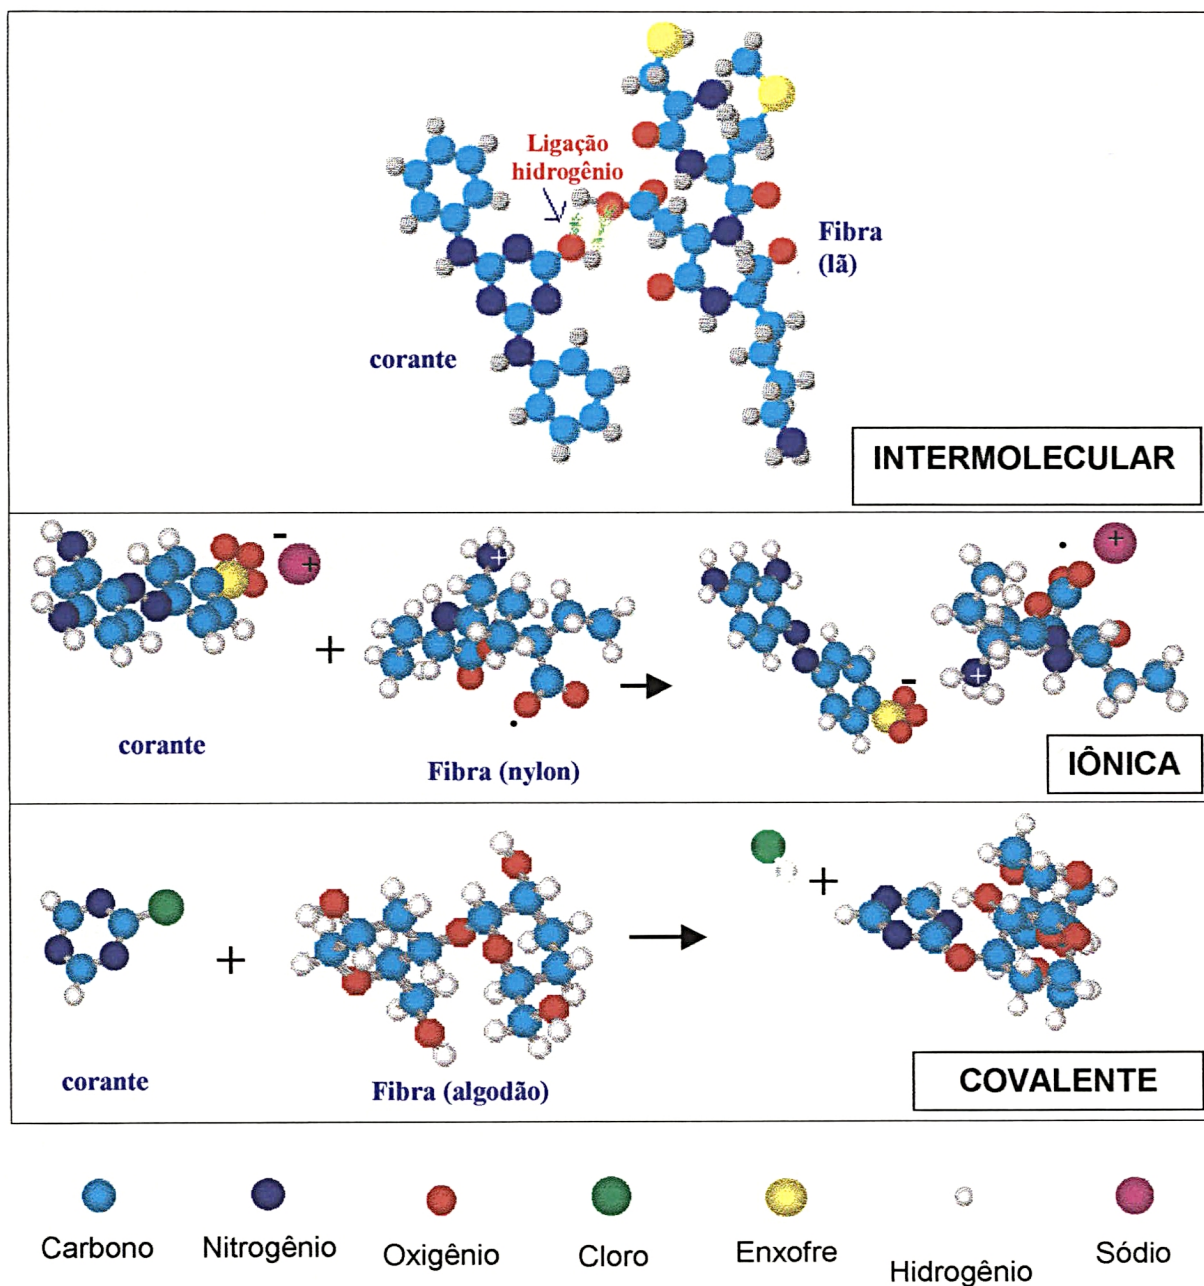 Ligação
hidrogênio
Fibra
(lã)
corante
INTERMOLECULAR
-
+
+
+
+
-
+
corante
Fibra (nylon)
IÔNICA
+
+
corante
Fibra (algodão)
COVALENTE
Carbono
Nitrogênio
Oxigênio
Cloro
Enxofre
Hidrogênio
Sódio